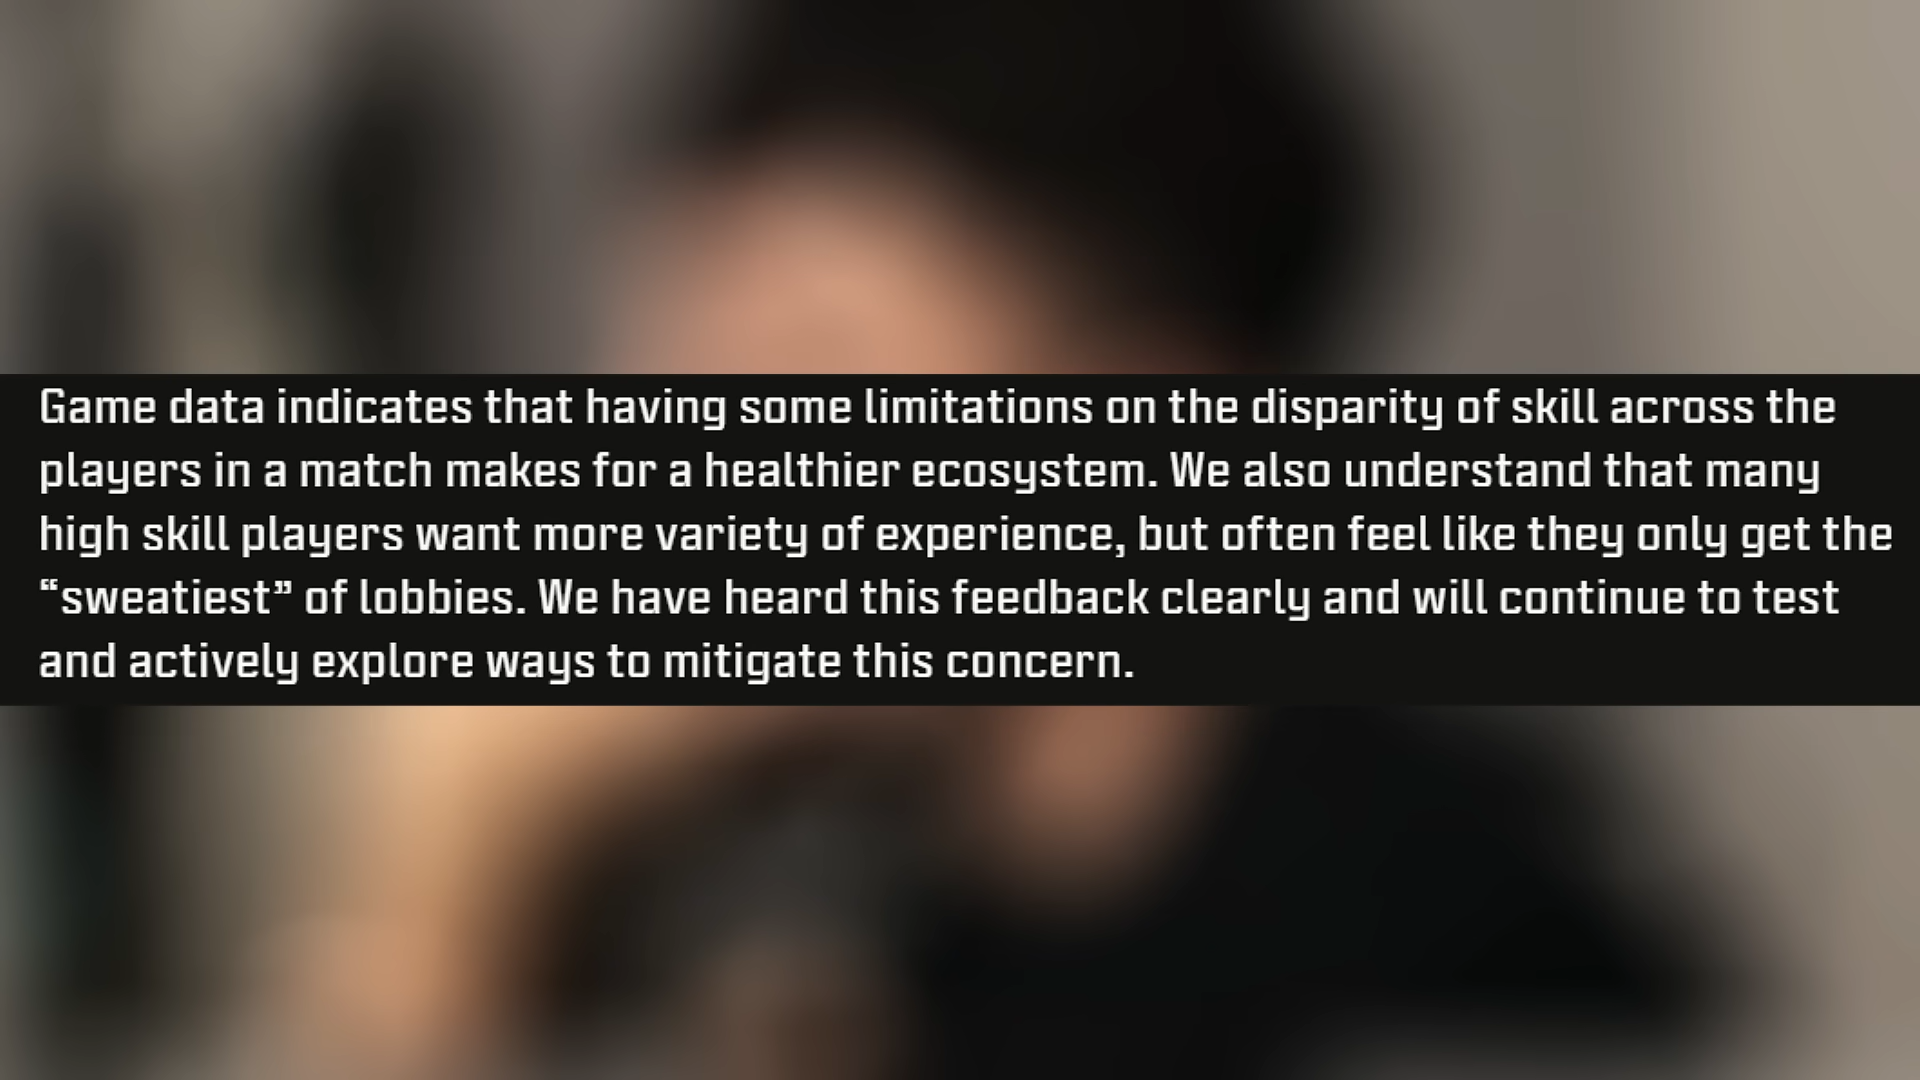 Game data indicates that having some limitations on the disparity of skill across the
players in a match makes for a healthier ecosystem. We also understand that many
high skill players want more variety of experience, but often feel like they only get the
“sweatiest” of lobbies. We have heard this feedback clearly and will continue to test
and actively explore ways to mitigate this concern.